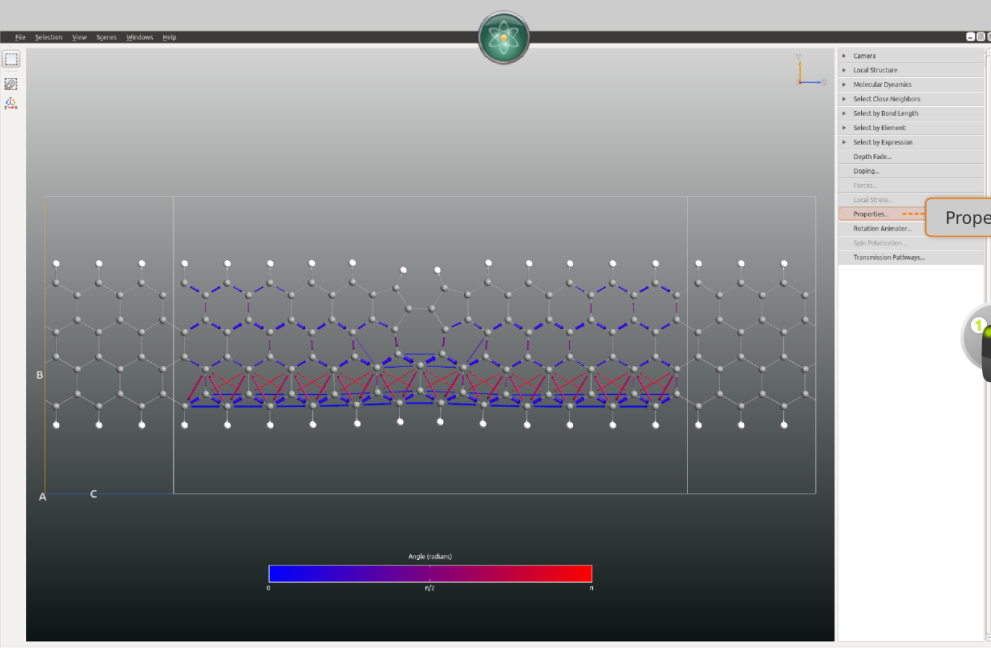 File Selection View Scenes Windows Help
Camera
Local Structure
Molecular Dynamics
Select Close Neighbors
Select by Bond Length
Select by Element
Select by Expression
Depth Fade...
Doping...
Forces...
Local Stress...
Properties...
Prope
Rotation Animator...
Spin Polarization...
Transmission Pathways...
Y
1
B
A
C
Angle (radians)
0 π/2 π